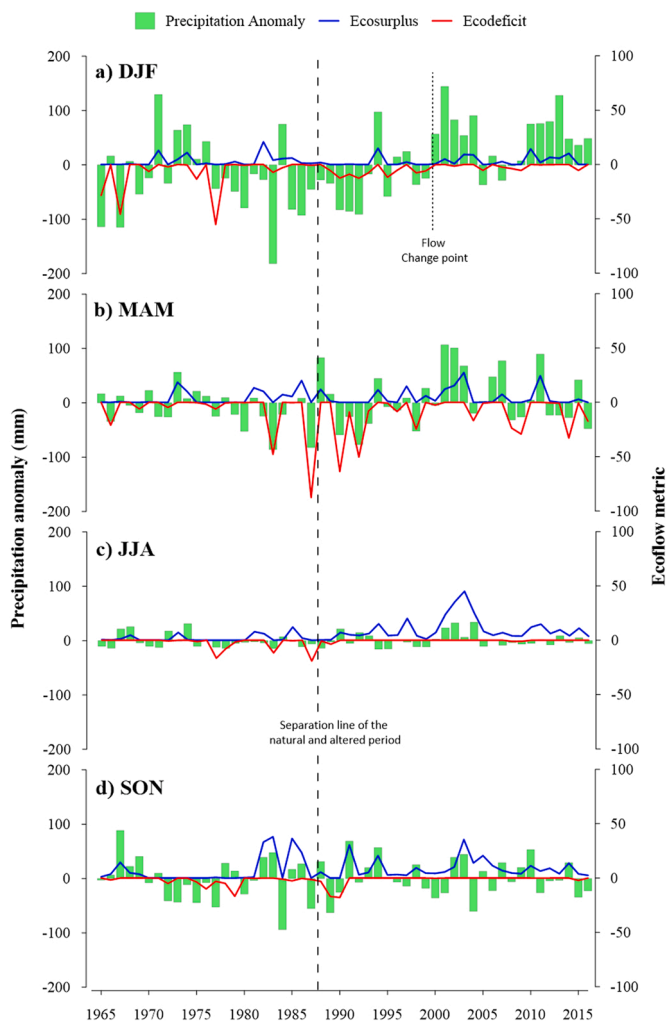 Precipitation Anomaly Ecosurplus Ecodeficit
a) DJF
200 100
100 50
0 0
-100 -50
-200 -100
Flow
Change point
b) MAM
200 100
100 50
0 0
-100 -50
-200 -100
c) JJA
200 100
100 50
0 0
-100 -50
-200 -100
Separation line of the
natural and altered period
d) SON
200 100
100 50
0 0
-100 -50
-200 -100
1965 1970 1975 1980 1985 1990 1995 2000 2005 2010 2015
Precipitation anomaly (mm)
Ecoflow metric